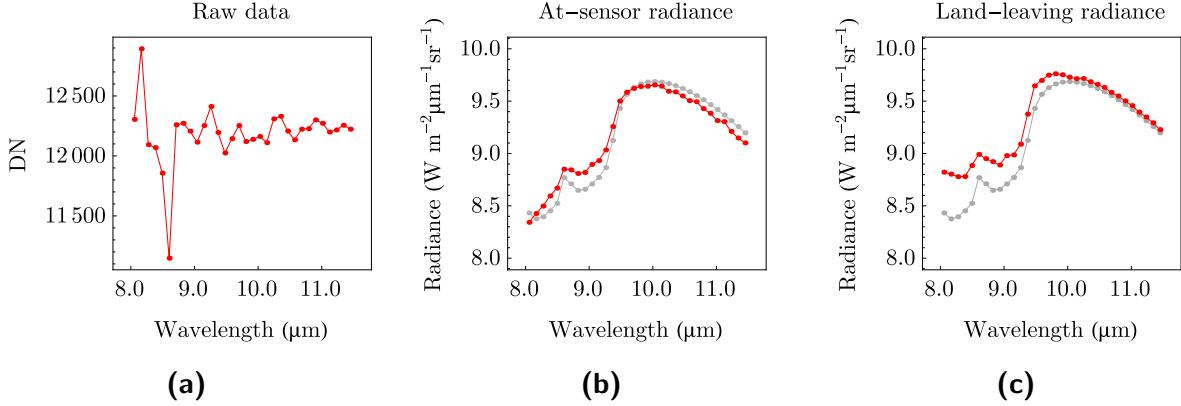 Raw data
DN
12 500
12 000
11 500
8.0 9.0 10.0 11.0
Wavelength (μm)
(a)
At−sensor radiance
Radiance (W m⁻²μm⁻¹sr⁻¹)
10.0
9.5
9.0
8.5
8.0
8.0 9.0 10.0 11.0
Wavelength (μm)
(b)
Land−leaving radiance
Radiance (W m⁻²μm⁻¹sr⁻¹)
10.0
9.5
9.0
8.5
8.0
8.0 9.0 10.0 11.0
Wavelength (μm)
(c)